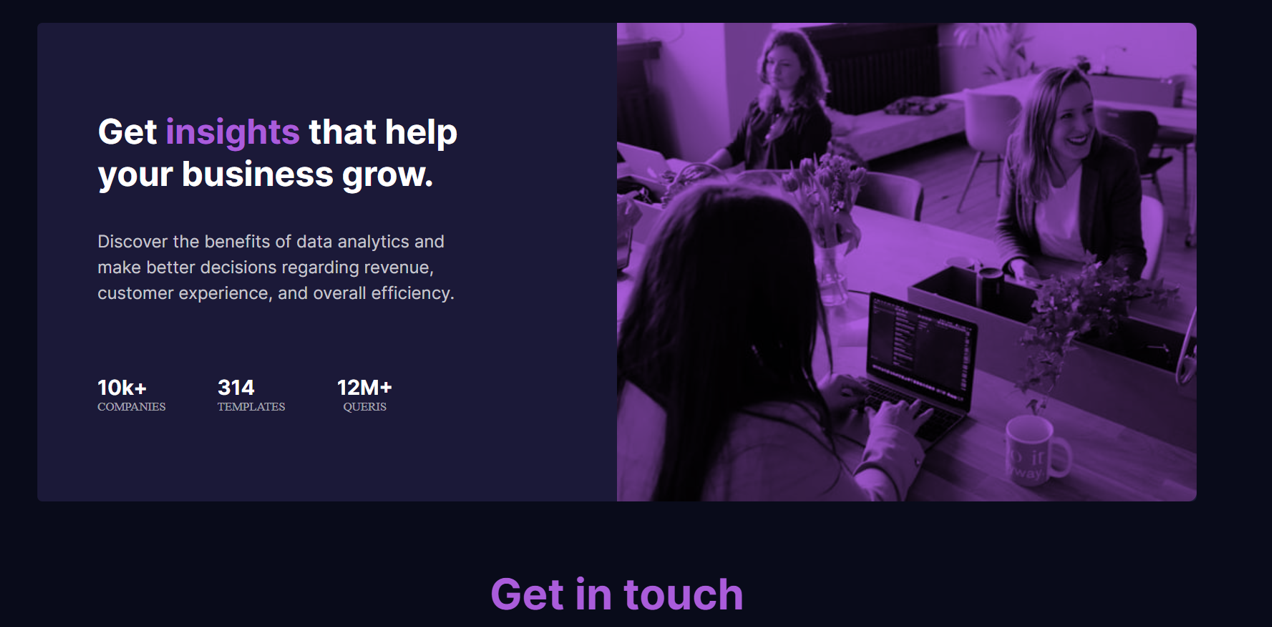 Get insights that help
your business grow.
Discover the benefits of data analytics and
make better decisions regarding revenue,
customer experience, and overall efficiency.
10k+ 314 12M+
COMPANIES TEMPLATES QUERIS
it
Get in touch